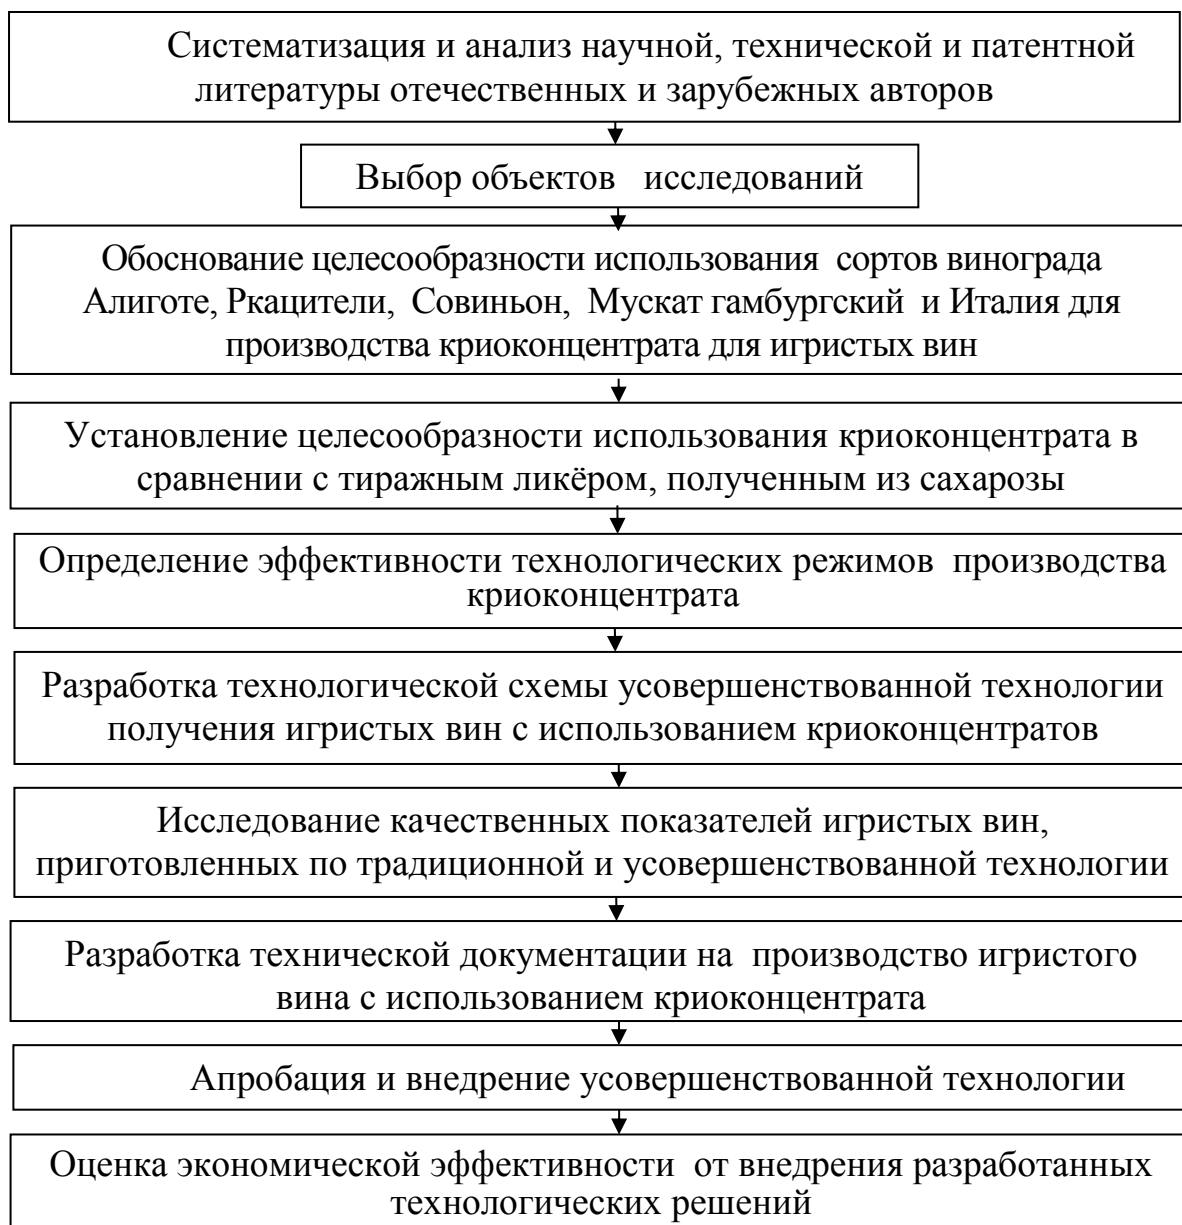 Систематизация и анализ научной, технической и патентной
литературы отечественных и зарубежных авторов
Выбор объектов исследований
Обоснование целесообразности использования сортов винограда
Алиготе, Ркацители, Совиньон, Мускат гамбургский и Италия для
производства криоконцентрата для игристых вин
Установление целесообразности использования криоконцентрата в
сравнении с тиражным ликёром, полученным из сахарозы
Определение эффективности технологических режимов производства
криоконцентрата
Разработка технологической схемы усовершенствованной технологии
получения игристых вин с использованием криоконцентратов
Исследование качественных показателей игристых вин,
приготовленных по традиционной и усовершенствованной технологии
Разработка технической документации на производство игристого
вина с использованием криоконцентрата
Апробация и внедрение усовершенствованной технологии
Оценка экономической эффективности от внедрения разработанных
технологических решений